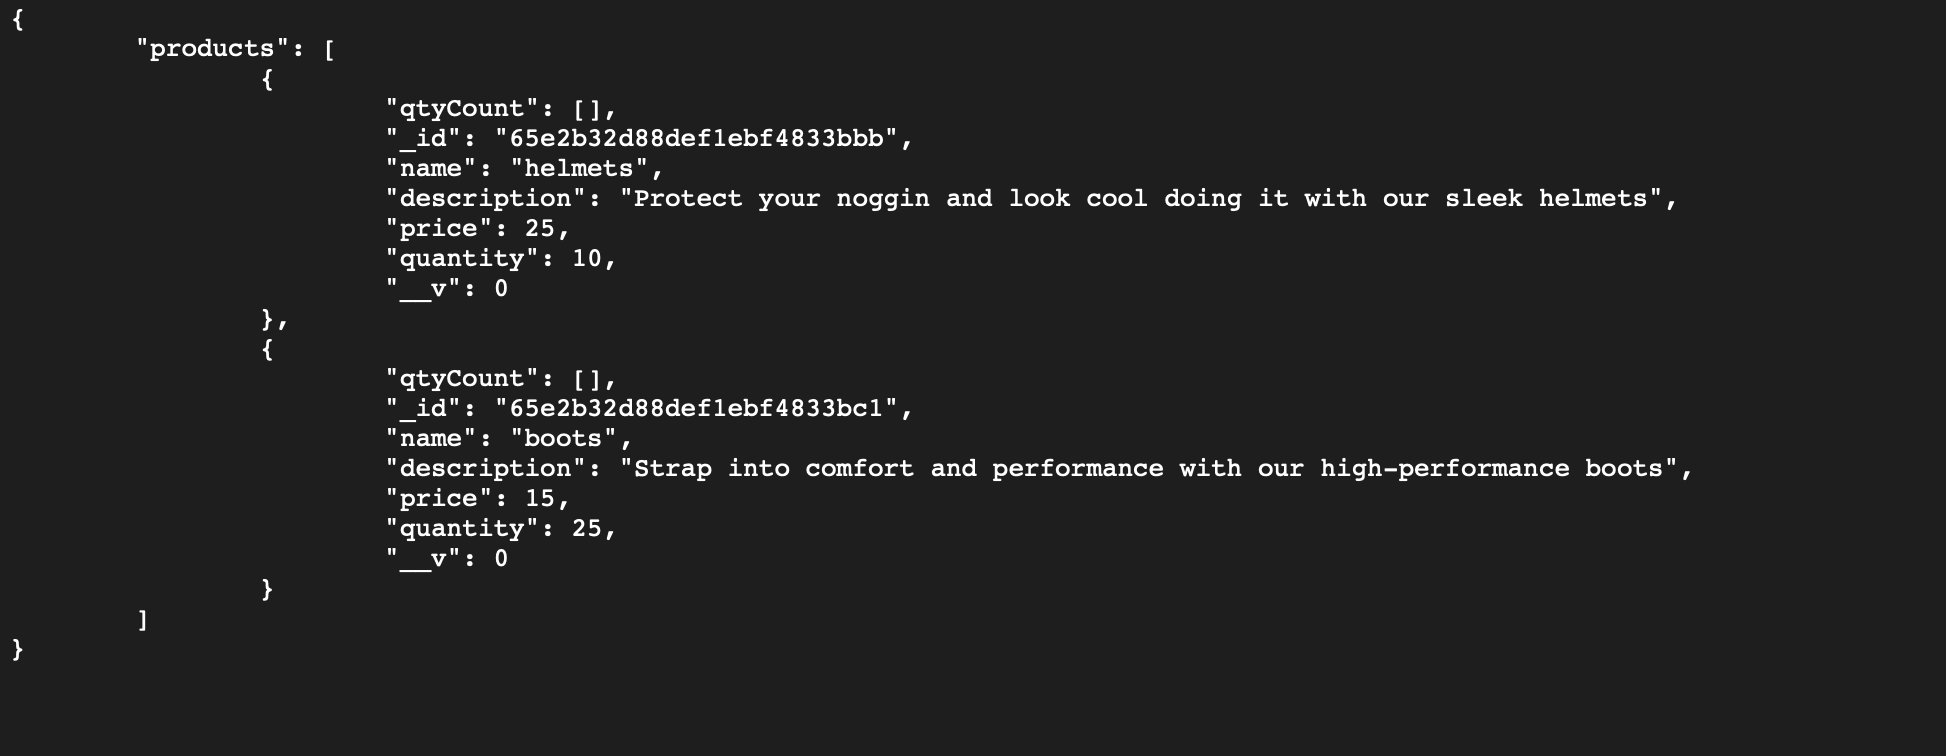 {
"products": [
{
"qtyCount": [],
"_id": "65e2b32d88def1ebf4833bbb",
"name": "helmets",
"description": "Protect your noggin and look cool doing it with our sleek helmets",
"price": 25,
"quantity": 10,
"__v": 0
},
{
"qtyCount": [],
"_id": "65e2b32d88def1ebf4833bc1",
"name": "boots",
"description": "Strap into comfort and performance with our high-performance boots",
"price": 15,
"quantity": 25,
"__v": 0
}
]
}